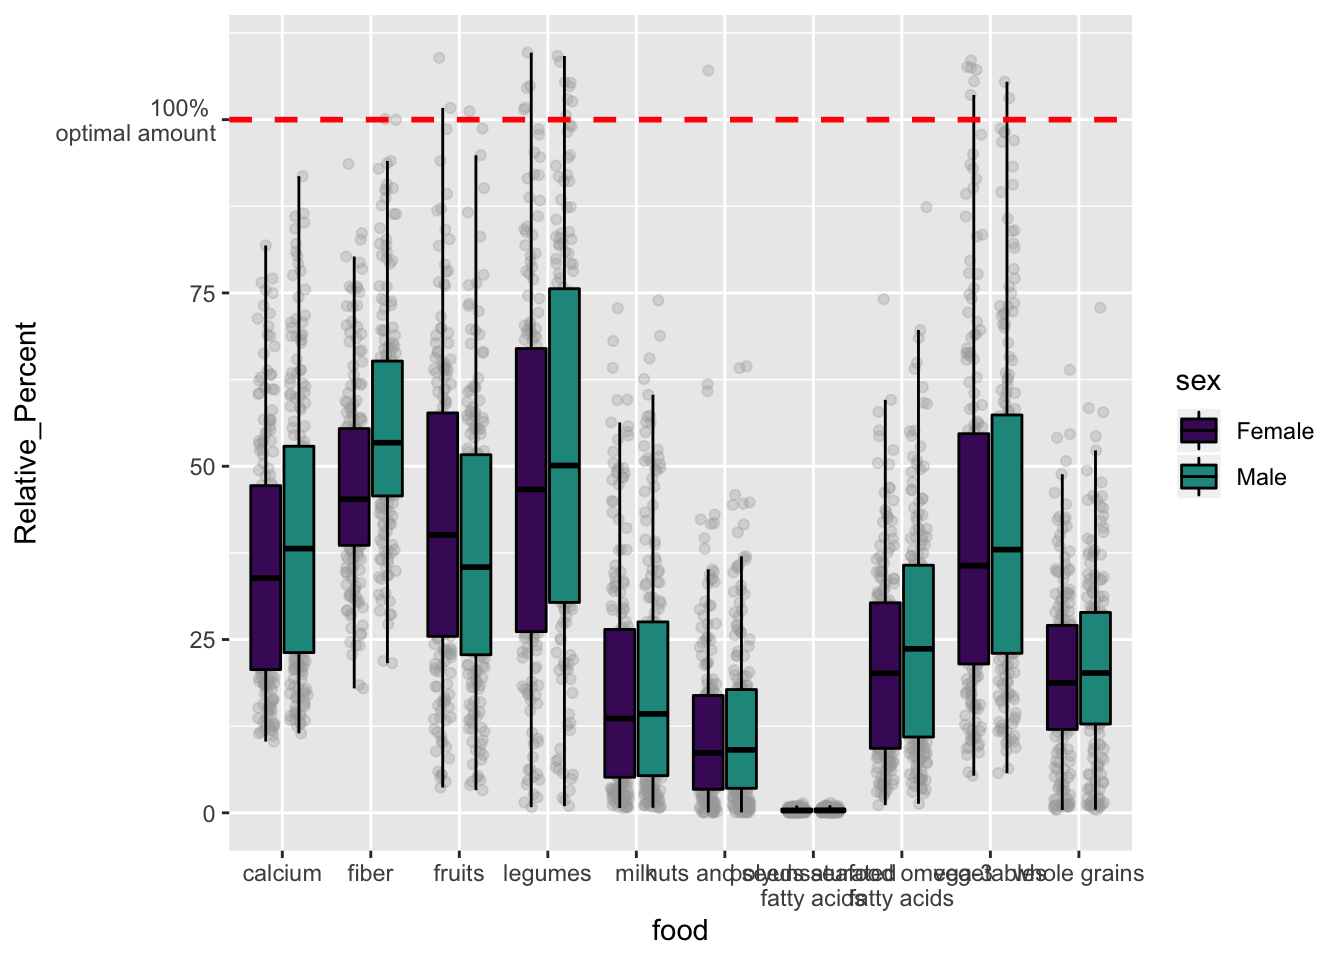 100%
optimal amount
75
50
25
0
Relative_Percent
calcium
fiber
fruits
legumes
milk
nuts and seeds
polyunsaturated
fatty acids
seafood omega-3
fatty acids
vegetables
whole grains
food
sex
Female
Male